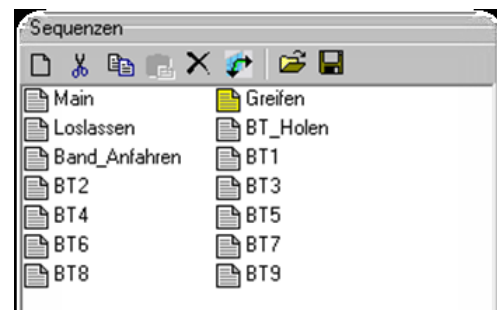 Sequenzen
Main Greifen
Loslassen BT_Holen
Band_Anfahren BT1
BT2 BT3
BT4 BT5
BT6 BT7
BT8 BT9